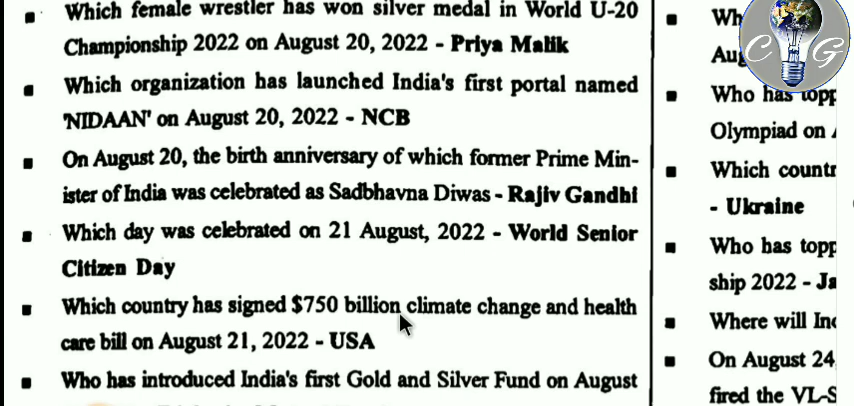 Which female wrestler has won silver medal in World U-20
Championship 2022 on August 20, 2022 - Priya Malik
Which organization has launched India's first portal named
'NIDAAN' on August 20, 2022 - NCB
On August 20, the birth anniversary of which former Prime Min-
ister of India was celebrated as Sadbhavna Diwas - Rajiv Gandhi
Which day was celebrated on 21 August, 2022 - World Senior
Citizen Day
Which country has signed $750 billion climate change and health
care bill on August 21, 2022 - USA
Who has introduced India's first Gold and Silver Fund on August
C G
Who has topp
Olympiad on
Which countr
- Ukraine
Who has topp
ship 2022 - Ja
Where will Ind
On August 24
fired the VL-S